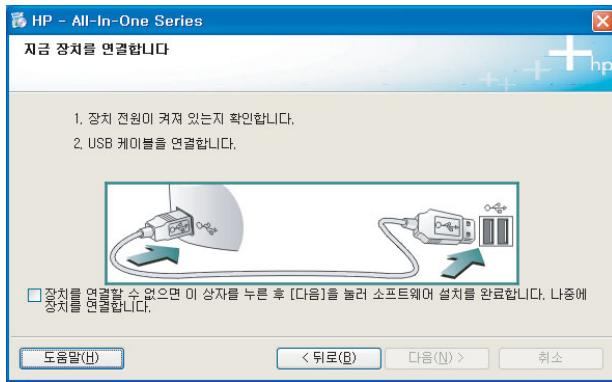 HP - All-In-One Series
지금 장치를 연결합니다
hp
1. 장치 전원이 켜져 있는지 확인합니다.
2. USB 케이블을 연결합니다.
장치를 연결할 수 없으면 이 상자를 누른 후 [다음]을 눌러 소프트웨어 설치를 완료합니다. 나중에
장치를 연결합니다.
도움말(H)
< 뒤로(B)
다음(N) >
취소